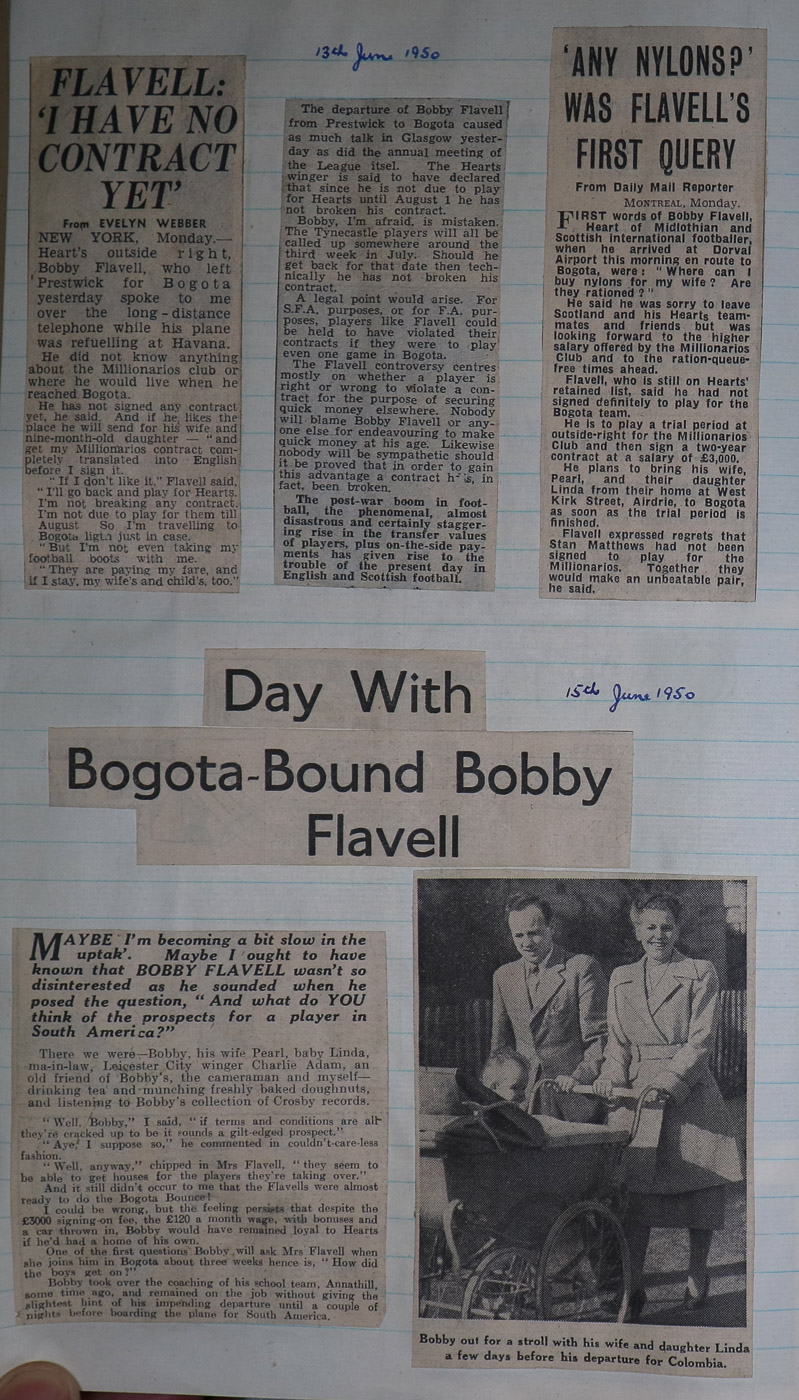 13th June 1950
FLAVELL:
‘I HAVE NO
CONTRACT
YET’
From EVELYN WEBBER
NEW YORK, Monday.—
Heart's outside right,
Bobby Flavell, who left
Prestwick for Bogota
yesterday spoke to me
over the long-distance
telephone while his plane
was refuelling at Havana.
He did not know anything
about the Millionarios club or
where he would live when he
reached Bogota.
He has not signed any contract
yet, he said. And if he likes the
place he will send for his wife and
nine-month-old daughter — “and
get my Millionarios contract com-
pletely translated into English
before I sign it.
“If I don't like it,” Flavell said,
“I'll go back and play for Hearts.
I'm not breaking any contract.
I'm not due to play for them till
August So I'm travelling to
Bogota light just in case.
“But I'm not even taking my
football boots with me.
“They are paying my fare, and
if I stay, my wife's and child's, too.”
The departure of Bobby Flavell
from Prestwick to Bogota caused
as much talk in Glasgow yester-
day as did the annual meeting of
the League itself. The Hearts
winger is said to have declared
that since he is not due to play
for Hearts until August 1 he has
not broken his contract.
Bobby, I'm afraid, is mistaken.
The Tynecastle players will all be
called up somewhere around the
third week in July. Should he
get back for that date then tech-
nically he has not broken his
contract.
A legal point would arise. For
S.F.A. purposes, or for F.A. pur-
poses, players like Flavell could
be held to have violated their
contracts if they were to play
even one game in Bogota.
The Flavell controversy centres
mostly on whether a player is
right or wrong to violate a con-
tract for the purpose of securing
quick money elsewhere. Nobody
will blame Bobby Flavell or any-
one else for endeavouring to make
quick money at his age. Likewise
nobody will be sympathetic should
it be proved that in order to gain
this advantage a contract has, in
fact, been broken.
The post-war boom in foot-
ball, the phenomenal, almost
disastrous and certainly stagger-
ing rise in the transfer values
of players, plus on-the-side pay-
ments has given rise to the
trouble of the present day in
English and Scottish football.
‘ANY NYLONS?’
WAS FLAVELL'S
FIRST QUERY
From Daily Mail Reporter
MONTREAL, Monday.
FIRST words of Bobby Flavell,
Heart of Midlothian and
Scottish international footballer,
when he arrived at Dorval
Airport this morning en route to
Bogota, were: “Where can I
buy nylons for my wife? Are
they rationed?”
He said he was sorry to leave
Scotland and his Hearts team-
mates and friends but was
looking forward to the higher
salary offered by the Millionarios
Club and to the ration-queue-
free times ahead.
Flavell, who is still on Hearts'
retained list, said he had not
signed definitely to play for the
Bogota team.
He is to play a trial period at
outside-right for the Millionarios
Club and then sign a two-year
contract at a salary of £3,000.
He plans to bring his wife,
Pearl, and their daughter
Linda from their home at West
Kirk Street, Airdrie, to Bogota
as soon as the trial period is
finished.
Flavell expressed regrets that
Stan Matthews had not been
signed to play for the
Millionarios. Together they
would make an unbeatable pair,
he said.
15th June 1950
Day With
Bogota-Bound Bobby
Flavell
MAYBE I'm becoming a bit slow in the
uptak'. Maybe I ought to have
known that BOBBY FLAVELL wasn't so
disinterested as he sounded when he
posed the question, “And what do YOU
think of the prospects for a player in
South America?”
There we were—Bobby, his wife Pearl, baby Linda,
ma-in-law, Leicester City winger Charlie Adam, an
old friend of Bobby's, the cameraman and myself—
drinking tea and munching freshly baked doughnuts,
and listening to Bobby's collection of Crosby records.
“Well, Bobby,” I said, “if terms and conditions are all
they're cracked up to be it sounds a gilt-edged prospect.”
“Aye, I suppose so,” he commented in couldn't-care-less
fashion.
“Well, anyway,” chipped in Mrs Flavell, “they seem to
be able to get houses for the players they're taking over.”
And it still didn't occur to me that the Flavells were almost
ready to do the Bogota Bounce!
I could be wrong, but the feeling persists that despite the
£3000 signing-on fee, the £120 a month wage, with bonuses and
a car thrown in, Bobby would have remained loyal to Hearts
if he'd had a home of his own.
One of the first questions Bobby will ask Mrs Flavell when
she joins him in Bogota about three weeks hence is, “How did
the boys get on?”
Bobby took over the coaching of his school team, Annathill,
some time ago, and remained on the job without giving the
slightest hint of his impending departure until a couple of
nights before boarding the plane for South America.
Bobby out for a stroll with his wife and daughter Linda
a few days before his departure for Colombia.